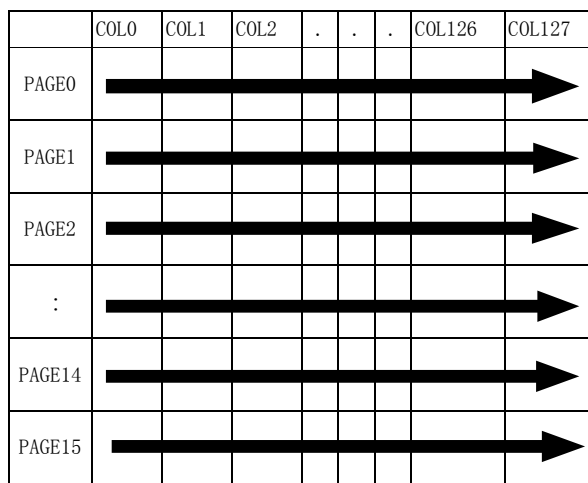 COL0 COL1 COL2 . . . COL126 COL127
PAGE0
PAGE1
PAGE2
:
PAGE14
PAGE15